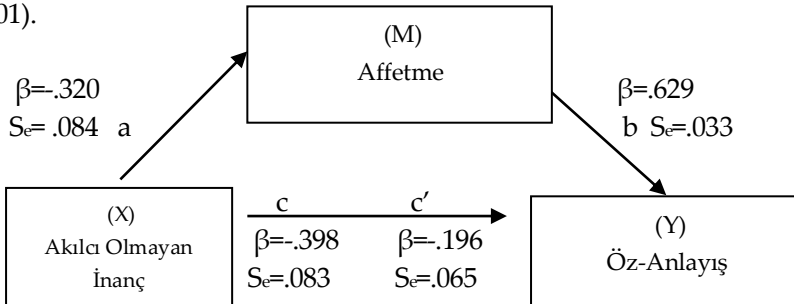 01).
(M)
Affetme
β=-.320
Se= .084 a
β=.629
b Se=.033
(X)
Akılcı Olmayan
İnanç
c c′
β=-.398 β=-.196
Se=.083 Se=.065
(Y)
Öz-Anlayış